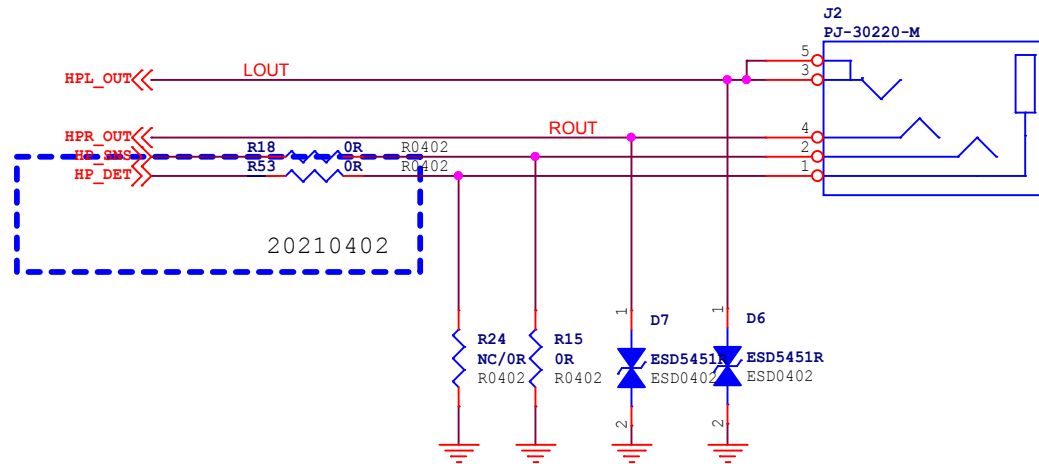 J2
PJ-30220-M
5
HPL_OUT
LOUT
3
HPR_OUT
ROUT
4
HP_SNS
R18
0R
R0402
2
HP_DET
R53
0R
R0402
1
20210402
1
D7
1
D6
R24
NC/0R
R0402
R15
0R
R0402
ESD5451R
ESD0402
ESD5451R
ESD0402
2
2